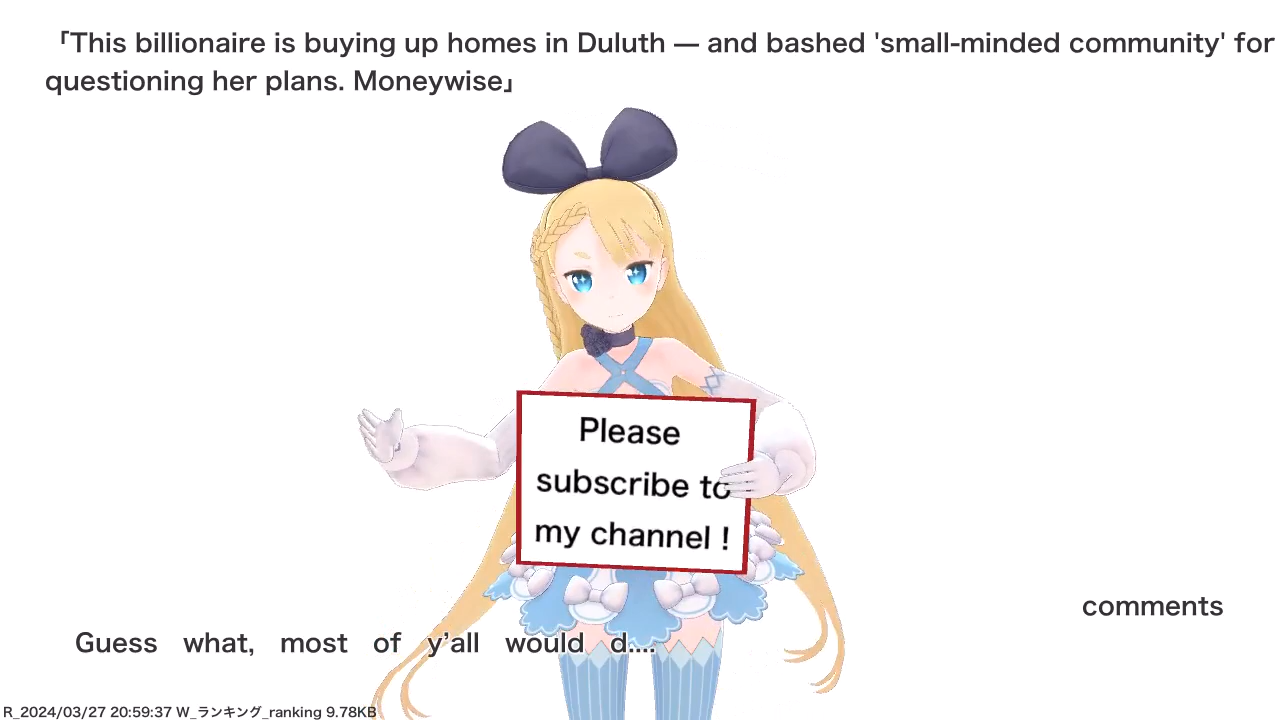 「This billionaire is buying up homes in Duluth — and bashed 'small-minded community' for
questioning her plans. Moneywise」
Please
subscribe to
my channel !
comments
Guess what, most of y’all would d....
R_2024/03/27 20:59:37 W_ランキング_ranking 9.78KB